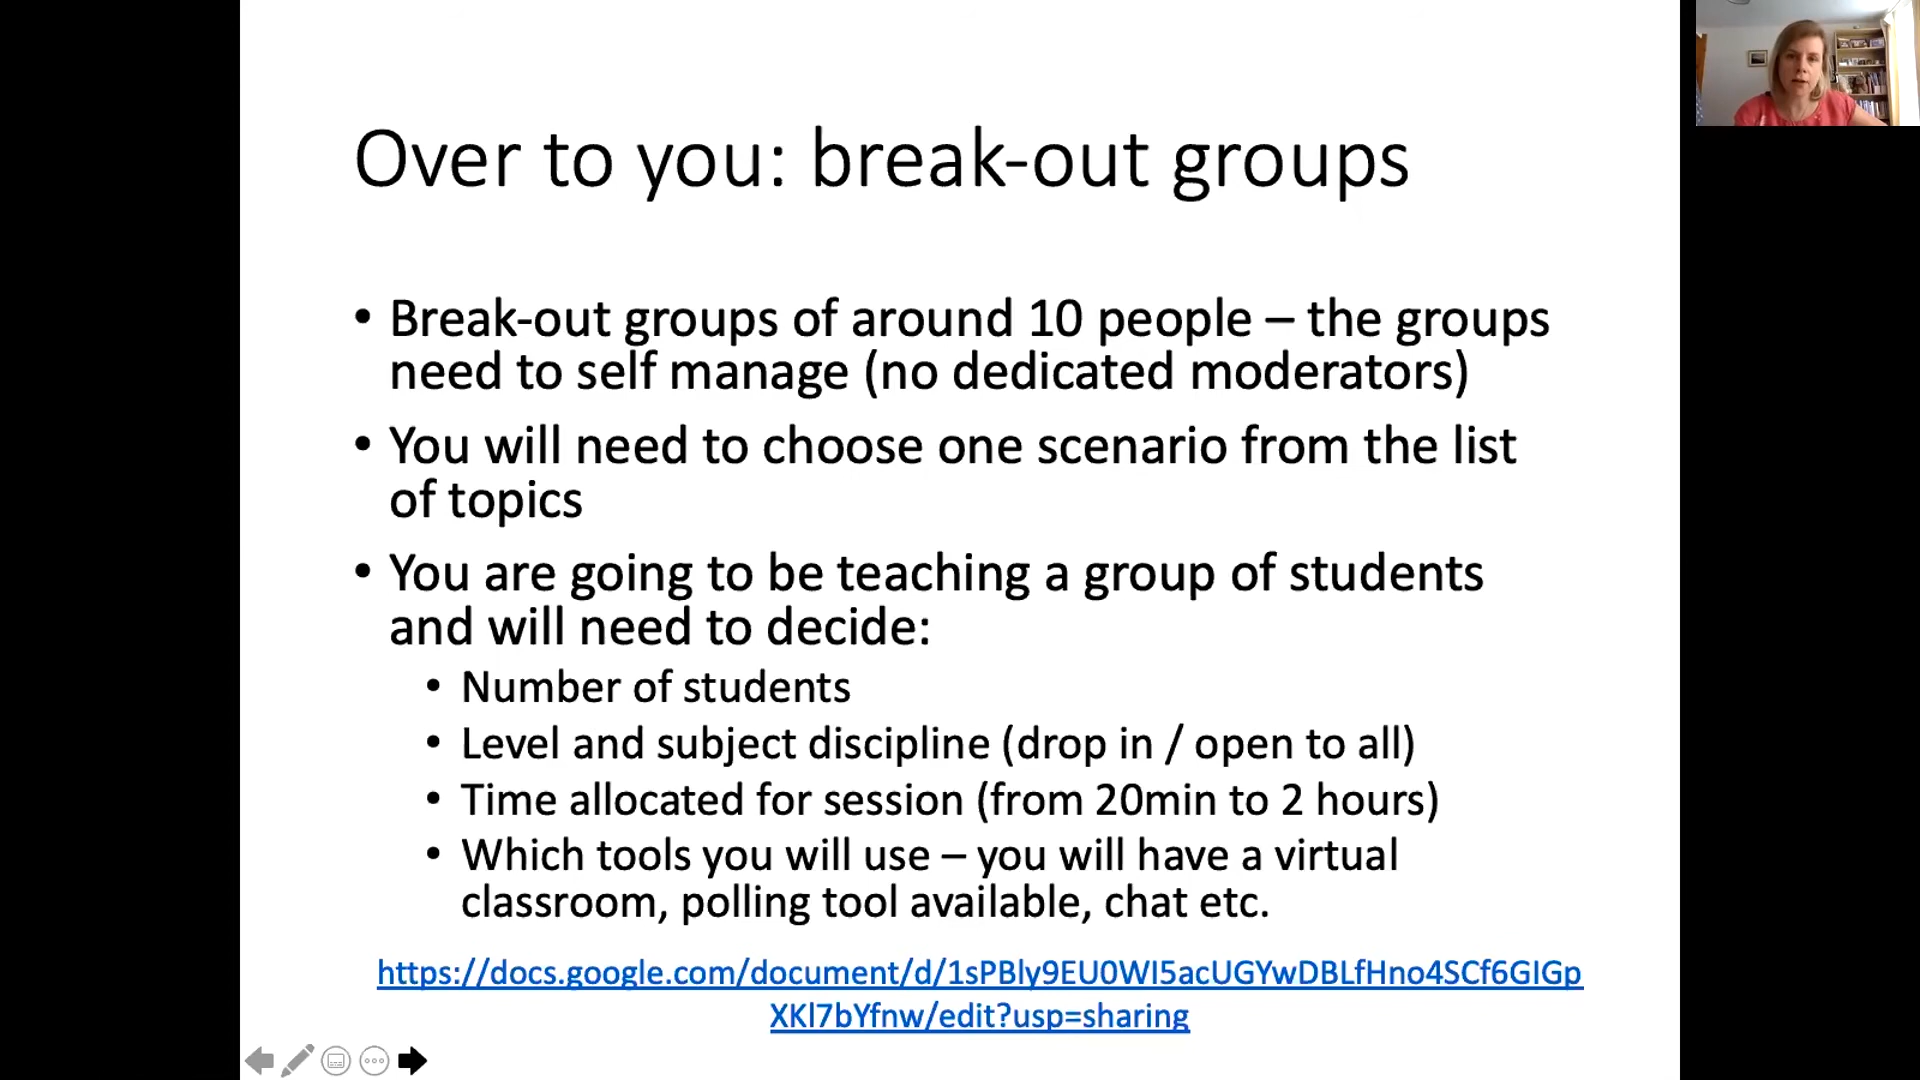 Over to you: break-out groups
• Break-out groups of around 10 people – the groups
need to self manage (no dedicated moderators)
• You will need to choose one scenario from the list
of topics
• You are going to be teaching a group of students
and will need to decide:
• Number of students
• Level and subject discipline (drop in / open to all)
• Time allocated for session (from 20min to 2 hours)
• Which tools you will use – you will have a virtual
classroom, polling tool available, chat etc.
https://docs.google.com/document/d/1sPBly9EU0WI5acUGYwDBLfHno4SCf6GIGp
XKl7bYfnw/edit?usp=sharing